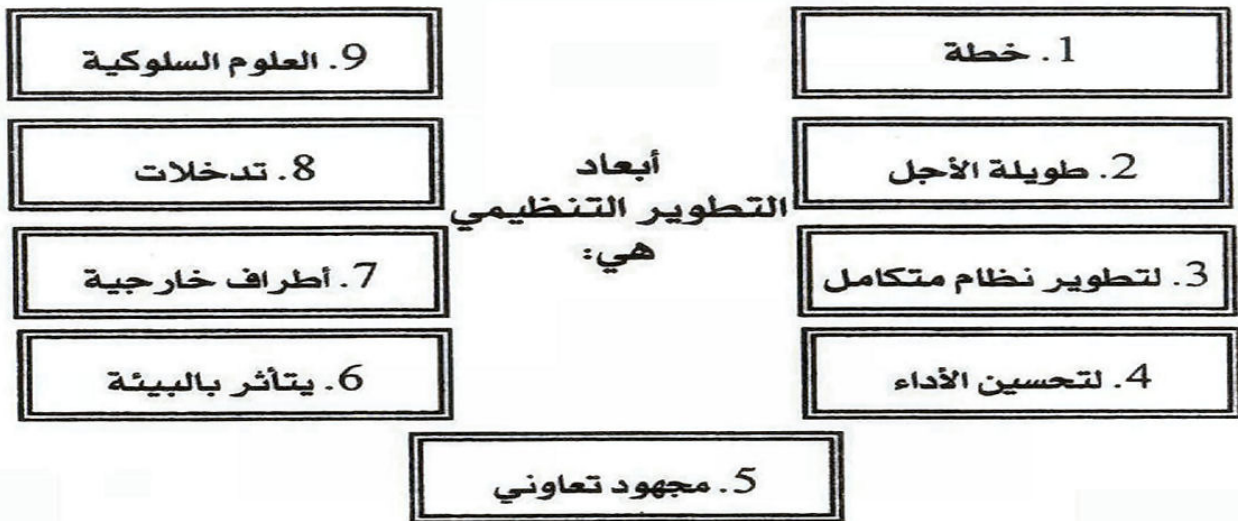 أبعاد
التطوير التنظيمي
هي:
1. خطة
2. طويلة الأجل
3. لتطوير نظام متكامل
4. لتحسين الأداء
5. مجهود تعاوني
6. يتأثر بالبيئة
7. أطراف خارجية
8. تدخلات
9. العلوم السلوكية